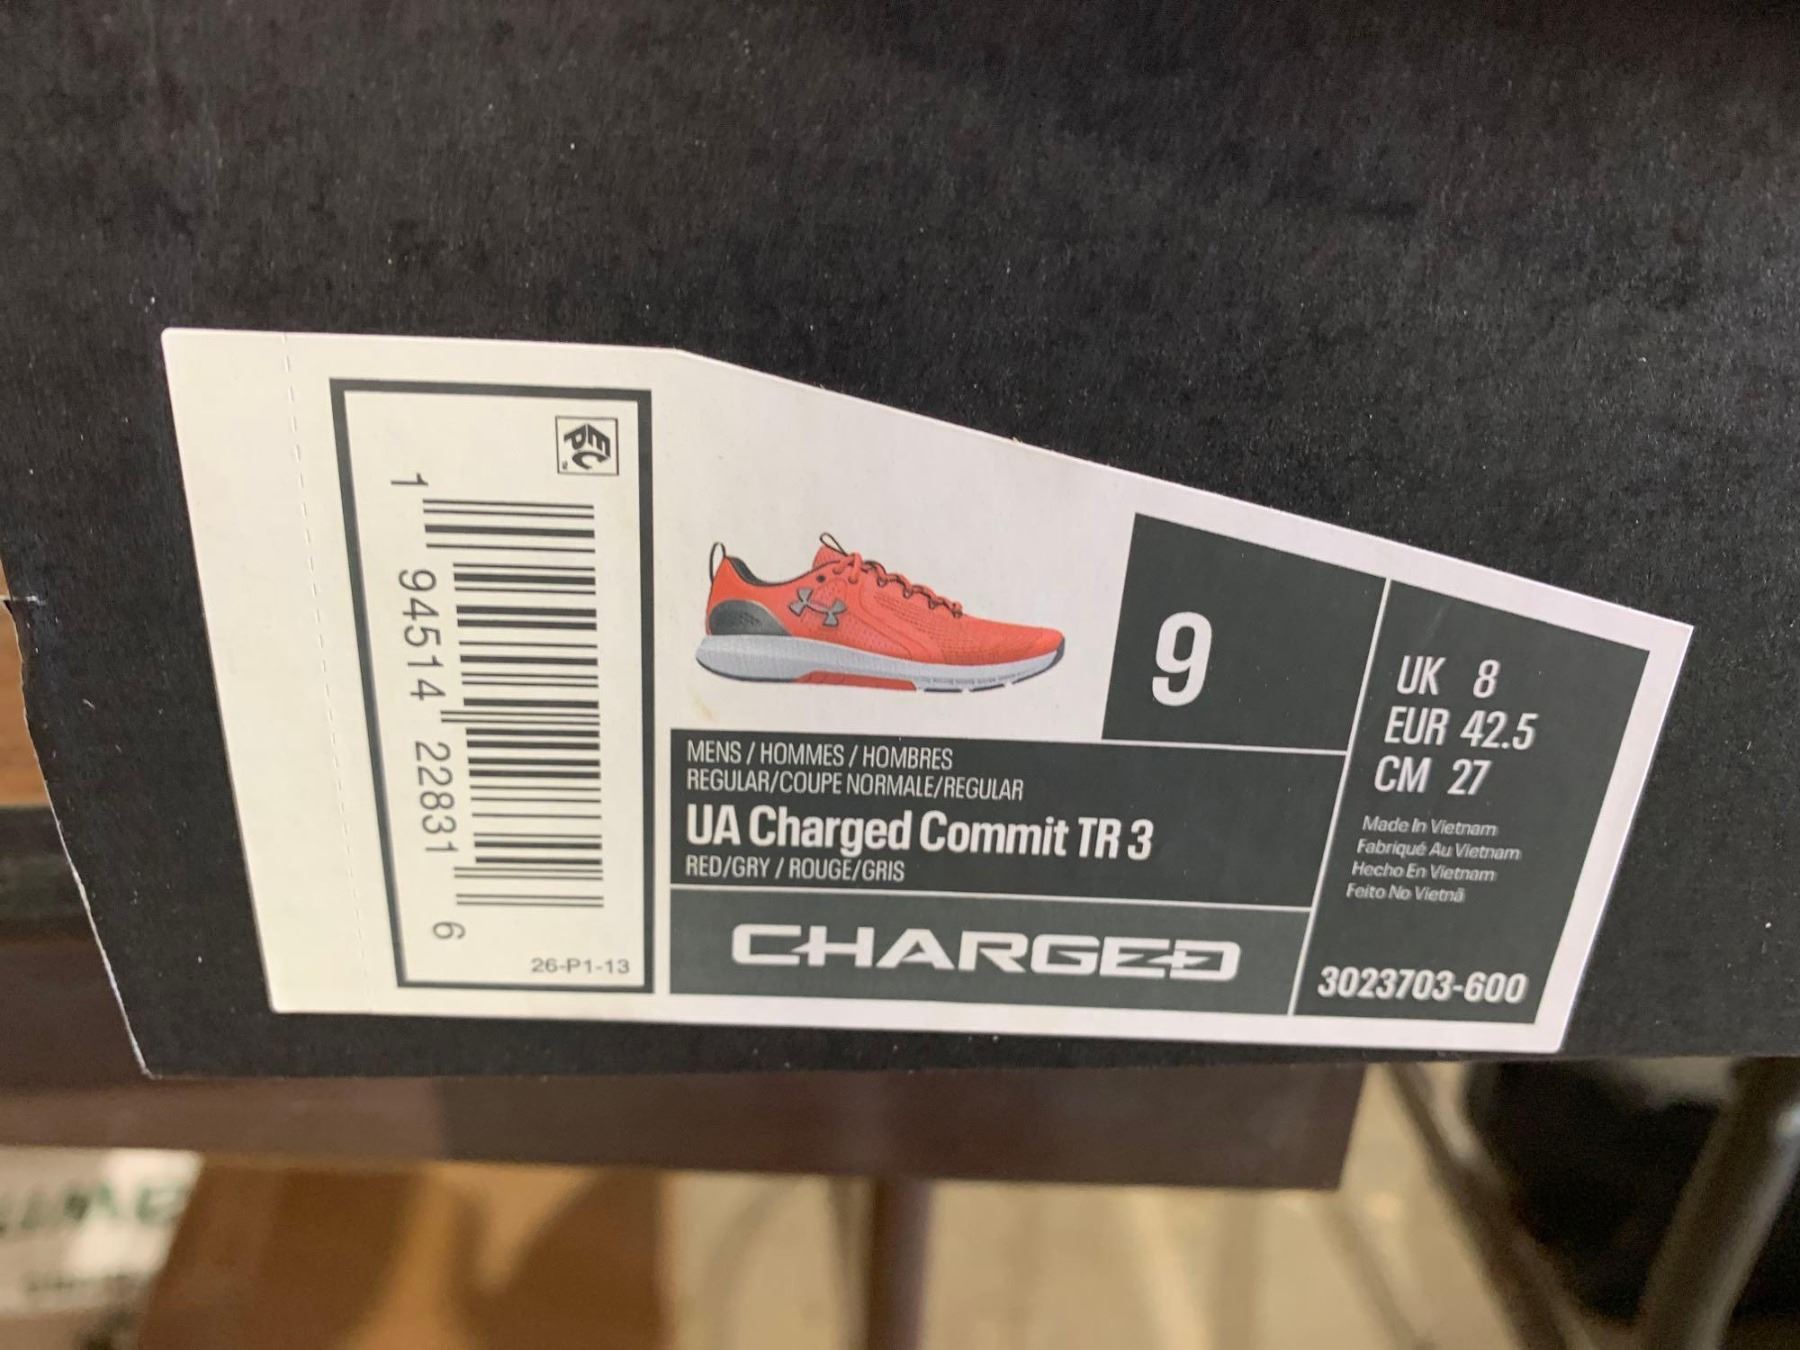 EPC
1 94514 22831 6
26-P1-13
9
UK 8
EUR 42.5
CM 27
MENS / HOMMES / HOMBRES
REGULAR/COUPE NORMALE/REGULAR
UA Charged Commit TR 3
RED/GRY / ROUGE/GRIS
Made In Vietnam
Fabriqué Au Vietnam
Hecho En Vietnam
Feito No Vietnã
CHARGED
3023703-600